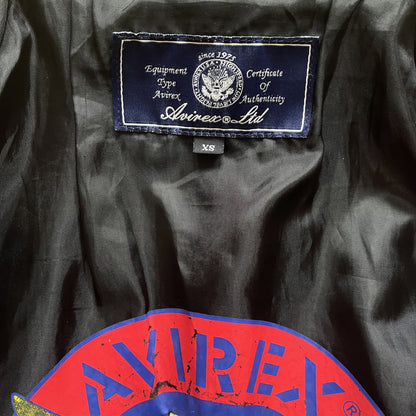 since 1975
Equipment
Type
Avirex
Certificate
Of
Authenticity
Avirex® Ltd
XS
AVIREX®